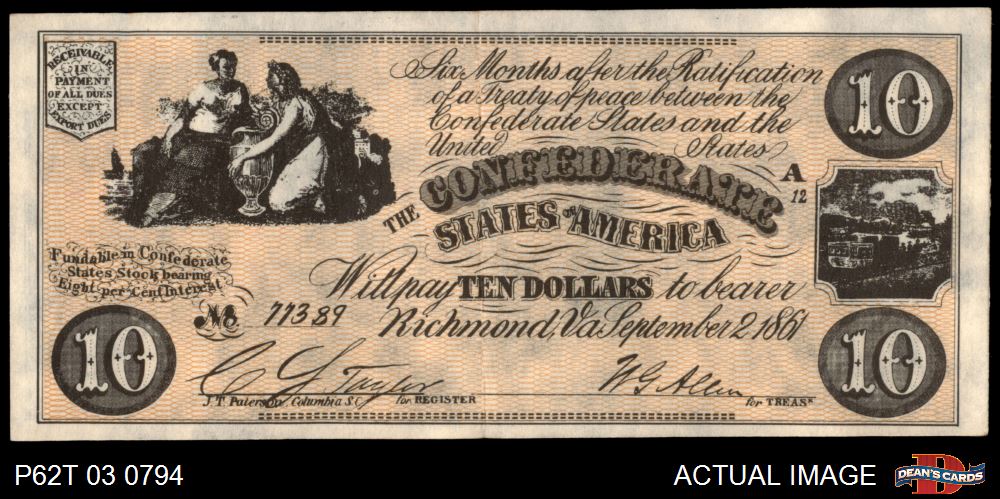 RECEIVABLE
IN
PAYMENT
OF ALL DUES
EXCEPT
EXPORT DUES
Six Months after the Ratification
of a Treaty of peace between the
Confederate States and the
United States
10
A
12
THE CONFEDERATE
STATES OF AMERICA
Fundable in Confederate
States Stock bearing
Eight per Cent Interest
Will pay TEN DOLLARS to bearer
No. 77389
Richmond, Va September 2, 1861
10
10
C L Taylor
W G Allen
J. T. Paterson, Columbia S.C.
for REGISTER
for TREASR
P62T 03 0794
ACTUAL IMAGE
D
DEAN'S CARDS